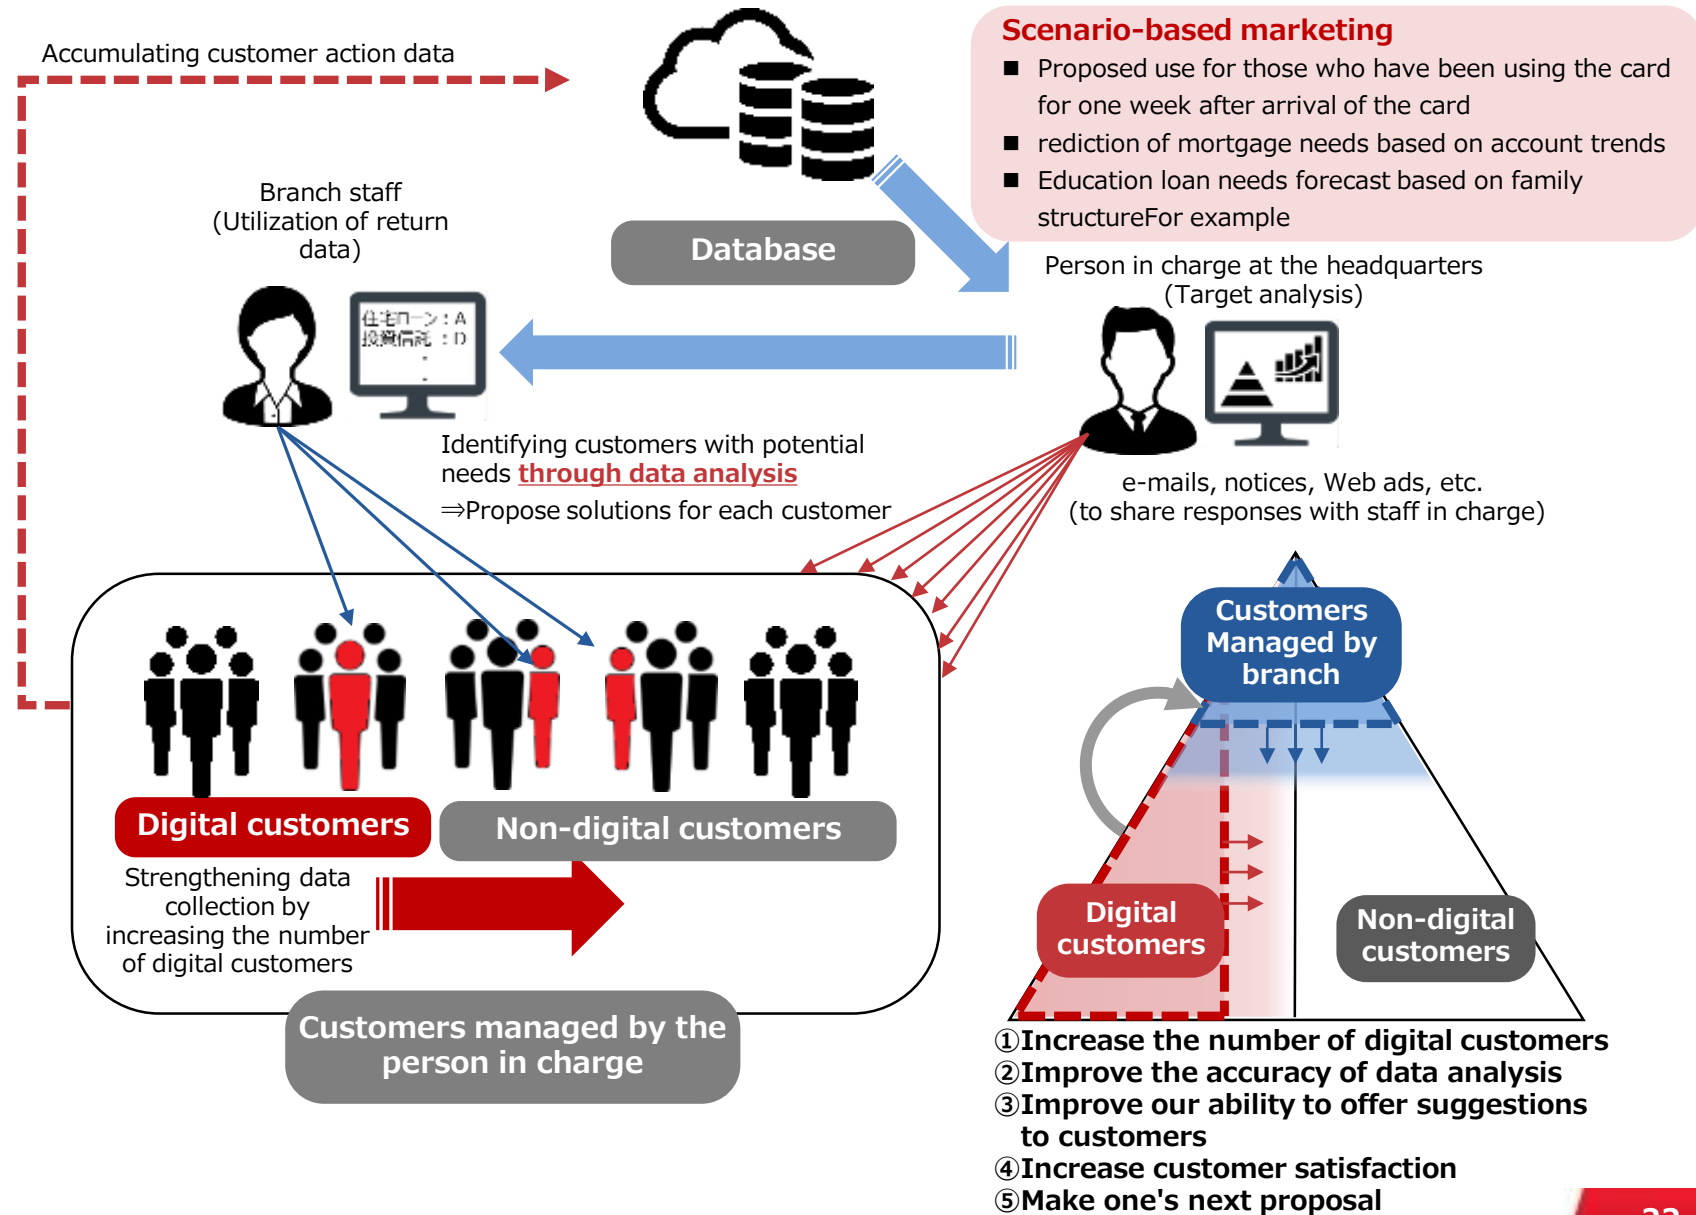 Accumulating customer action data
Scenario-based marketing
■ Proposed use for those who have been using the card
for one week after arrival of the card
■ rediction of mortgage needs based on account trends
■ Education loan needs forecast based on family
structureFor example
Branch staff
(Utilization of return
data)
Database
Person in charge at the headquarters
(Target analysis)
住宅ローン：A
投資信託 ：D
Identifying customers with potential
needs through data analysis
⇒Propose solutions for each customer
e-mails, notices, Web ads, etc.
(to share responses with staff in charge)
Customers
Managed by
branch
Digital customers
Non-digital customers
Strengthening data
collection by
increasing the number
of digital customers
Digital
customers
Non-digital
customers
Customers managed by the
person in charge
①Increase the number of digital customers
②Improve the accuracy of data analysis
③Improve our ability to offer suggestions
to customers
④Increase customer satisfaction
⑤Make one's next proposal